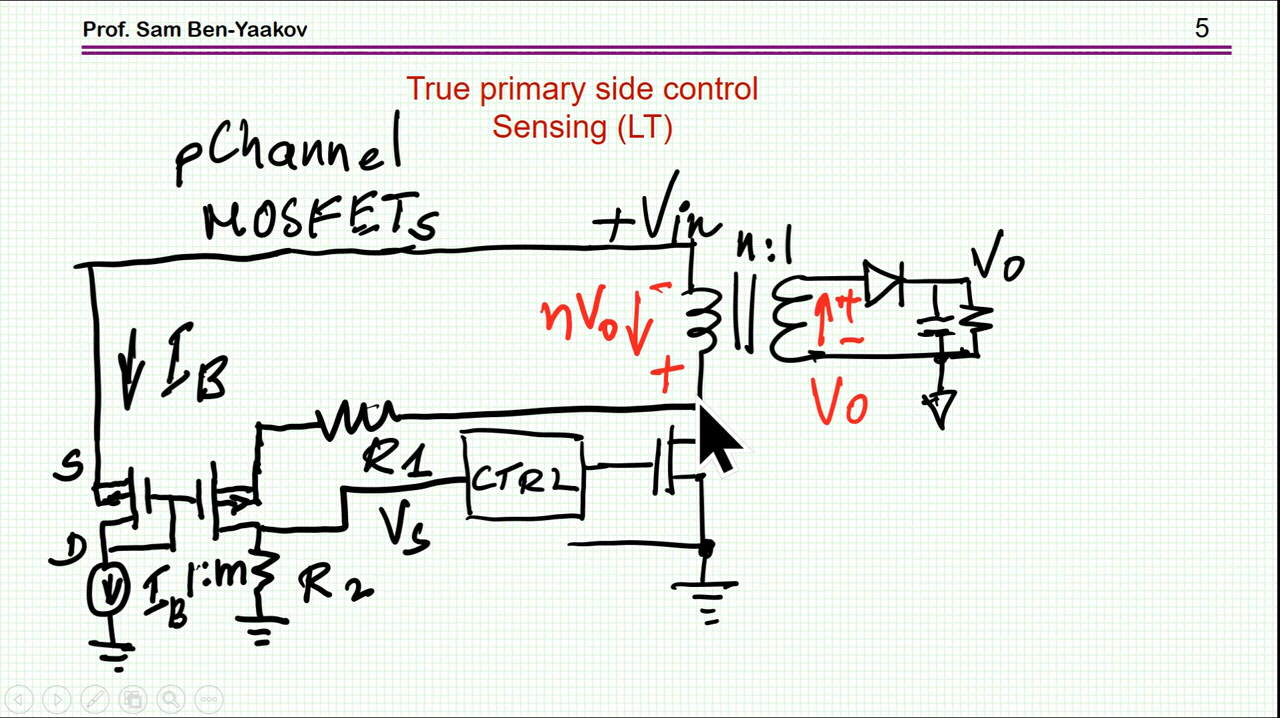 Prof. Sam Ben-Yaakov
5
True primary side control
Sensing (LT)
pChannel
MOSFETs
+Vin
n:1
Vo
nVo
-
+
+
-
Vo
IB
R1
S
CTRL
Vs
D
IB
1:m
R2